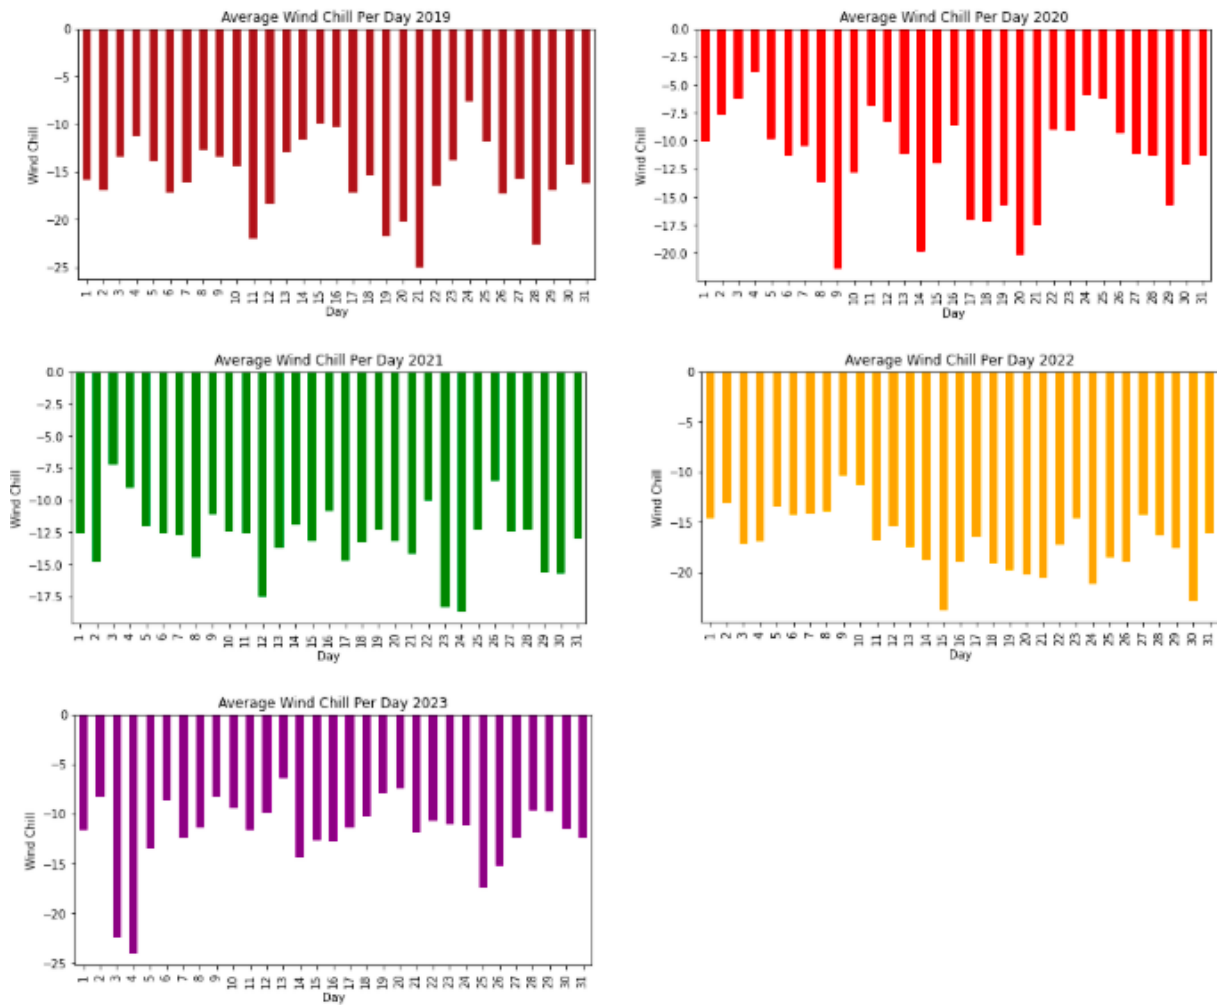 Average Wind Chill Per Day 2019
0
−5
−10
−15
−20
−25
Wind Chill
1 2 3 4 5 6 7 8 9 10 11 12 13 14 15 16 17 18 19 20 21 22 23 24 25 26 27 28 29 30 31
Day
Average Wind Chill Per Day 2020
0.0
−2.5
−5.0
−7.5
−10.0
−12.5
−15.0
−17.5
−20.0
Wind Chill
1 2 3 4 5 6 7 8 9 10 11 12 13 14 15 16 17 18 19 20 21 22 23 24 25 26 27 28 29 30 31
Day
Average Wind Chill Per Day 2021
0.0
−2.5
−5.0
−7.5
−10.0
−12.5
−15.0
−17.5
Wind Chill
1 2 3 4 5 6 7 8 9 10 11 12 13 14 15 16 17 18 19 20 21 22 23 24 25 26 27 28 29 30 31
Day
Average Wind Chill Per Day 2022
0
−5
−10
−15
−20
Wind Chill
1 2 3 4 5 6 7 8 9 10 11 12 13 14 15 16 17 18 19 20 21 22 23 24 25 26 27 28 29 30 31
Day
Average Wind Chill Per Day 2023
0
−5
−10
−15
−20
−25
Wind Chill
1 2 3 4 5 6 7 8 9 10 11 12 13 14 15 16 17 18 19 20 21 22 23 24 25 26 27 28 29 30 31
Day